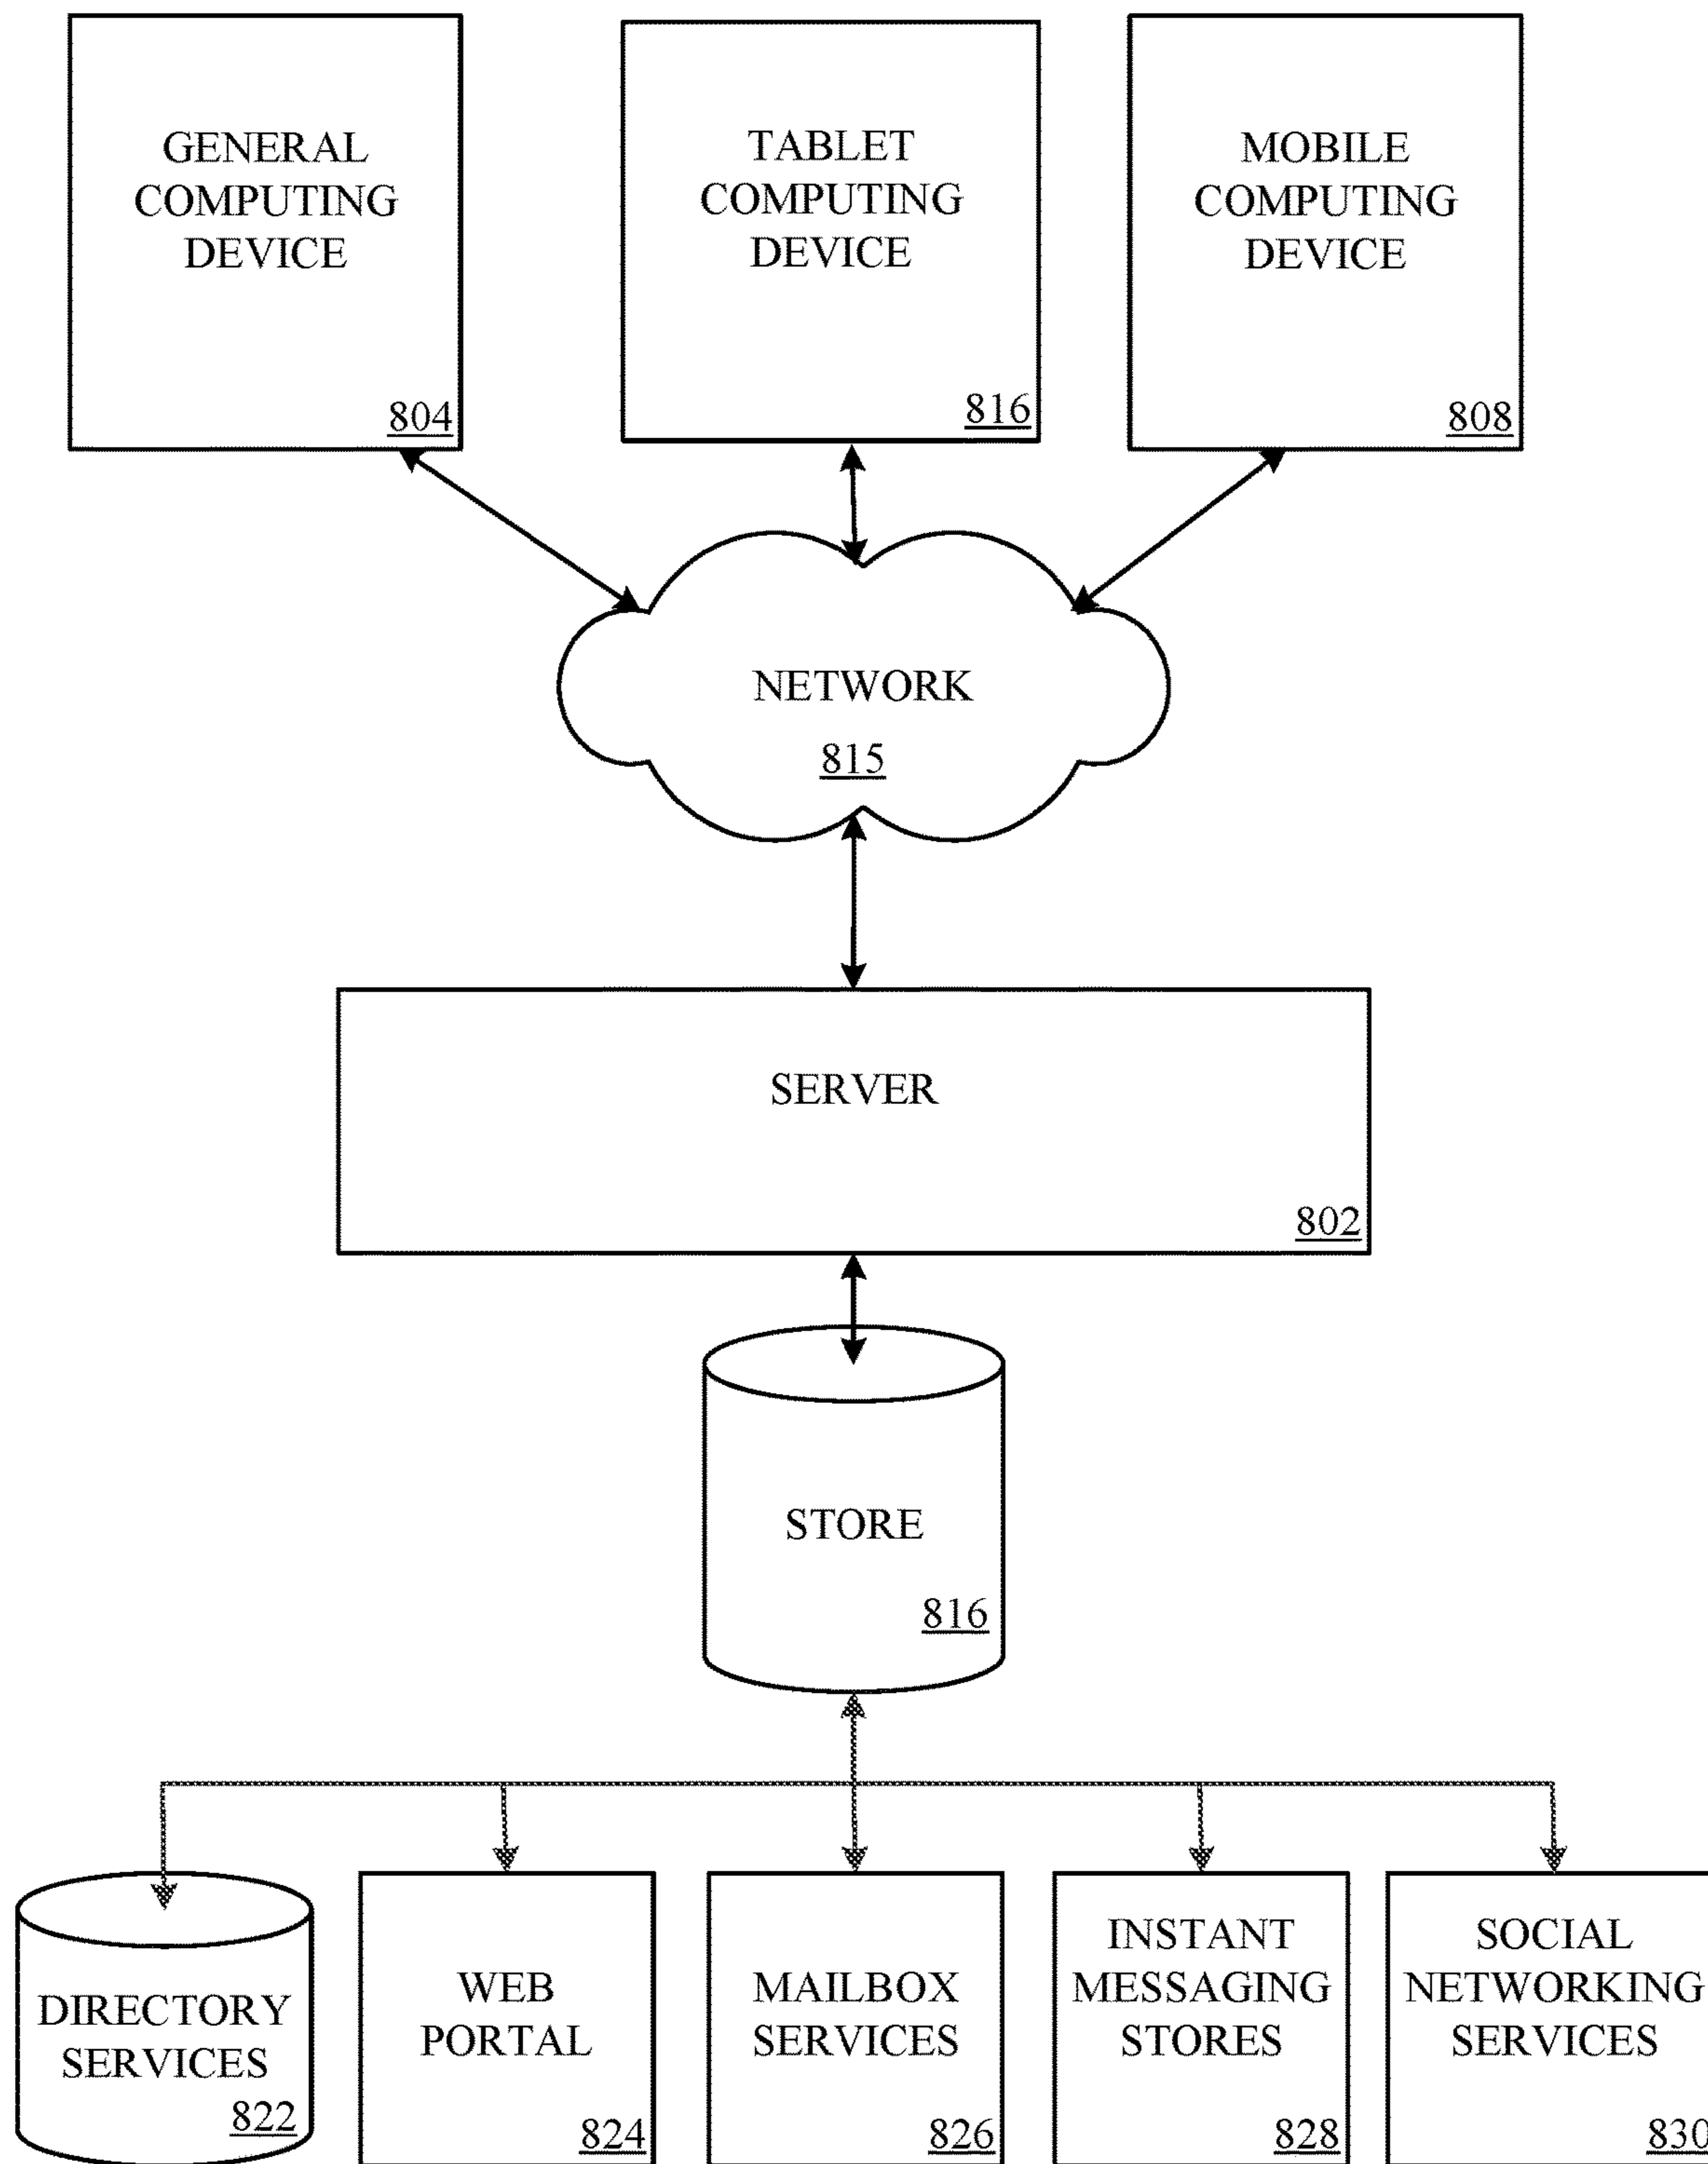 GENERAL
COMPUTING
DEVICE
804
TABLET
COMPUTING
DEVICE
816
MOBILE
COMPUTING
DEVICE
808
NETWORK
815
SERVER
802
STORE
816
DIRECTORY
SERVICES
822
WEB
PORTAL
824
MAILBOX
SERVICES
826
INSTANT
MESSAGING
STORES
828
SOCIAL
NETWORKING
SERVICES
830